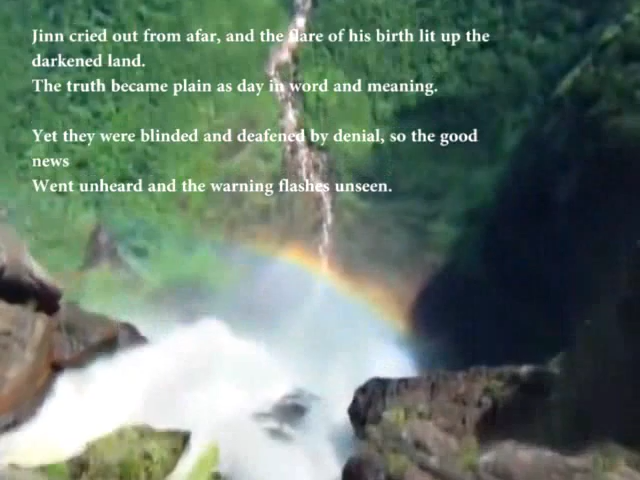 Jinn cried out from afar, and the flare of his birth lit up the
darkened land.
The truth became plain as day in word and meaning.
Yet they were blinded and deafened by denial, so the good
news
Went unheard and the warning flashes unseen.